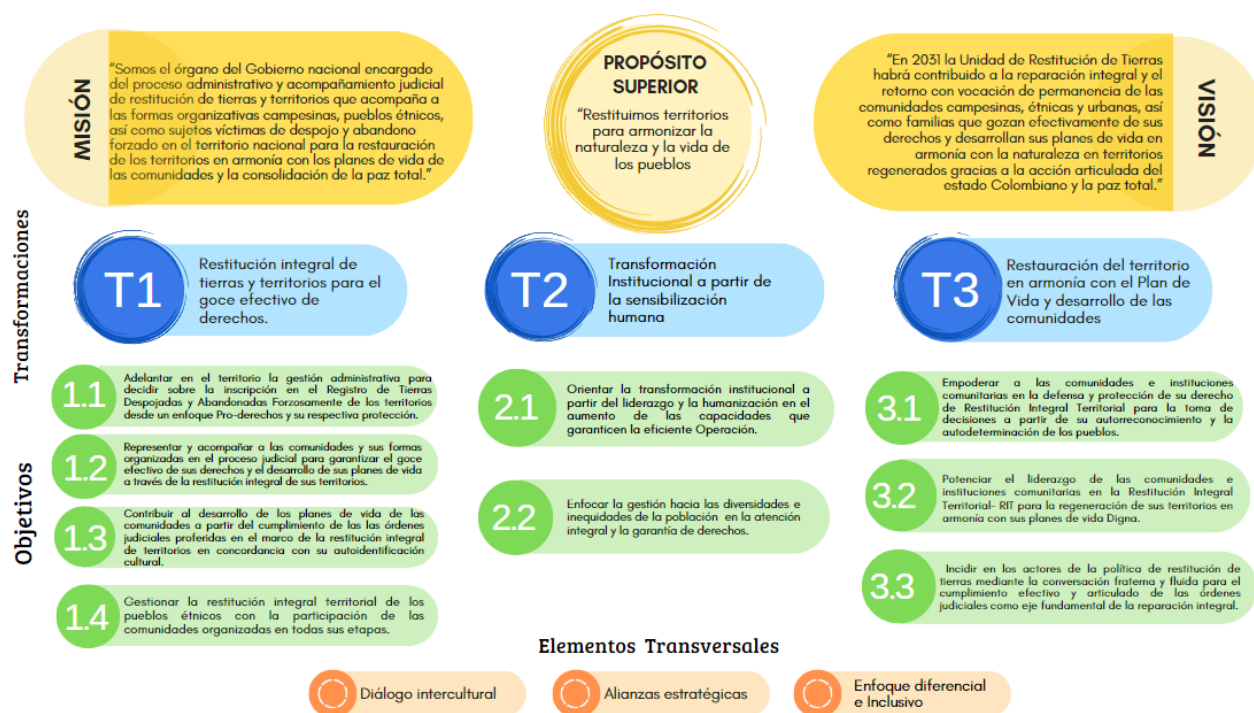 MISIÓN
“Somos el órgano del Gobierno nacional encargado
del proceso administrativo y acompañamiento judicial
de restitución de tierras y territorios que acompaña a
las formas organizativas campesinas, pueblos étnicos,
así como sujetos víctimas de despojo y abandono
forzado en el territorio nacional para la restauración
de los territorios en armonía con los planes de vida de
las comunidades y la consolidación de la paz total.”
PROPÓSITO
SUPERIOR
“Restituimos territorios
para armonizar la
naturaleza y la vida de
los pueblos
“En 2031 la Unidad de Restitución de Tierras
habrá contribuido a la reparación integral y el
retorno con vocación de permanencia de las
comunidades campesinas, étnicas y urbanas, así
como familias que gozan efectivamente de sus
derechos y desarrollan sus planes de vida en
armonía con la naturaleza en territorios
regenerados gracias a la acción articulada del
estado Colombiano y la paz total.”
VISIÓN
Transformaciones
T1
Restitución integral de
tierras y territorios para el
goce efectivo de
derechos.
T2
Transformación
Institucional a partir de
la sensibilización
humana
T3
Restauración del territorio
en armonía con el Plan de
Vida y desarrollo de las
comunidades
Objetivos
1.1
Adelantar en el territorio la gestión administrativa para
decidir sobre la inscripción en el Registro de Tierras
Despojadas y Abandonadas Forzosamente de los territorios
desde un enfoque Pro-derechos y su respectiva protección.
1.2
Representar y acompañar a las comunidades y sus formas
organizadas en el proceso judicial para garantizar el goce
efectivo de sus derechos y el desarrollo de sus planes de vida
a través de la restitución integral de sus territorios.
1.3
Contribuir al desarrollo de los planes de vida de las
comunidades a partir del cumplimiento de las las órdenes
judiciales proferidas en el marco de la restitución integral
de territorios en concordancia con su autoidentificación
cultural.
1.4
Gestionar la restitución integral territorial de los
pueblos étnicos con la participación de las
comunidades organizadas en todas sus etapas.
2.1
Orientar la transformación institucional a
partir del liderazgo y la humanización en el
aumento de las capacidades que
garanticen la eficiente Operación.
2.2
Enfocar la gestión hacia las diversidades e
inequidades de la población en la atención
integral y la garantía de derechos.
3.1
Empoderar a las comunidades e instituciones
comunitarias en la defensa y protección de su derecho
de Restitución Integral Territorial para la toma de
decisiones a partir de su autorreconocimiento y la
autodeterminación de los pueblos.
3.2
Potenciar el liderazgo de las comunidades e
instituciones comunitarias en la Restitución Integral
Territorial- RIT para la regeneración de sus territorios en
armonía con sus planes de vida Digna.
3.3
Incidir en los actores de la política de restitución de
tierras mediante la conversación fraterna y fluida para el
cumplimiento efectivo y articulado de las órdenes
judiciales como eje fundamental de la reparación integral.
Elementos Transversales
Diálogo intercultural
Alianzas estratégicas
Enfoque diferencial
e Inclusivo